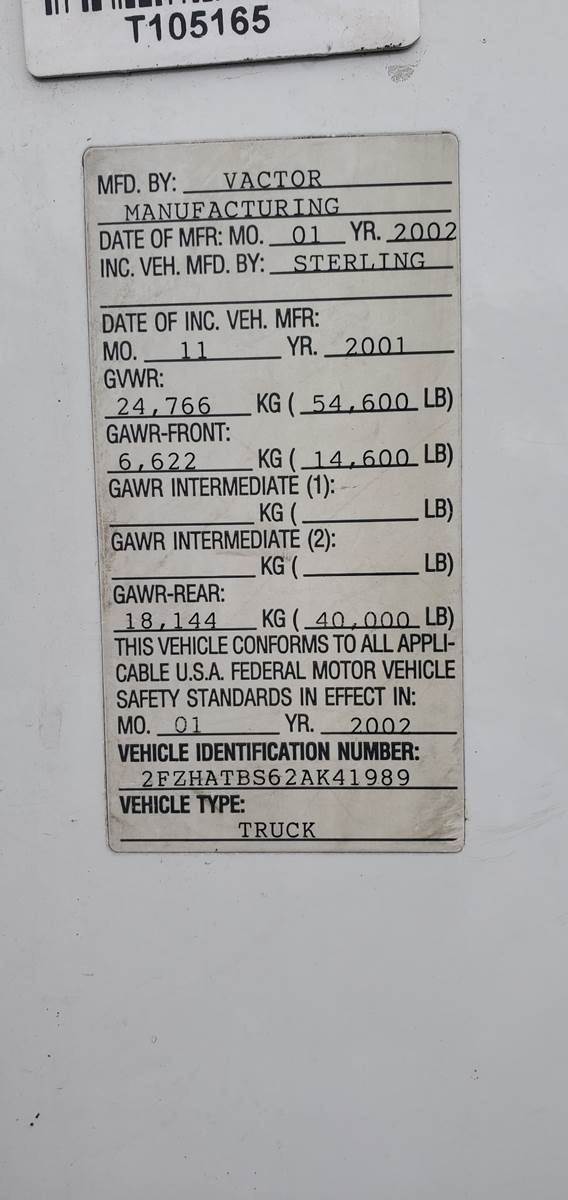 T105165
MFD. BY: VACTOR
MANUFACTURING
DATE OF MFR: MO. 01 YR. 2002
INC. VEH. MFD. BY: STERLING
DATE OF INC. VEH. MFR:
MO. 11 YR. 2001
GVWR:
24,766 KG ( 54,600 LB)
GAWR-FRONT:
6,622 KG ( 14,600 LB)
GAWR INTERMEDIATE (1):
KG ( LB)
GAWR INTERMEDIATE (2):
KG ( LB)
GAWR-REAR:
18,144 KG ( 40,000 LB)
THIS VEHICLE CONFORMS TO ALL APPLI-
CABLE U.S.A. FEDERAL MOTOR VEHICLE
SAFETY STANDARDS IN EFFECT IN:
MO. 01 YR. 2002
VEHICLE IDENTIFICATION NUMBER:
2FZHATBS62AK41989
VEHICLE TYPE:
TRUCK